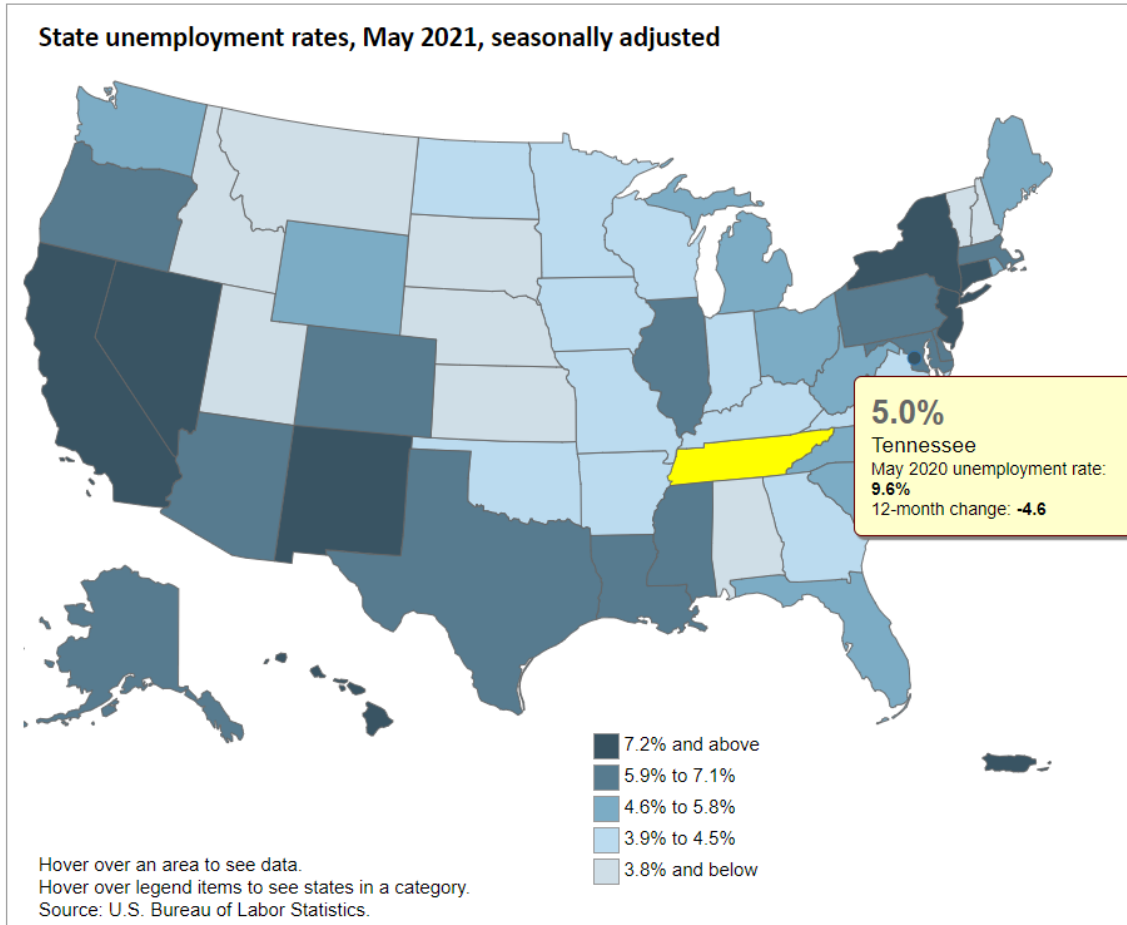 State unemployment rates, May 2021, seasonally adjusted
5.0%
Tennessee
May 2020 unemployment rate:
9.6%
12-month change: -4.6
7.2% and above
5.9% to 7.1%
4.6% to 5.8%
3.9% to 4.5%
3.8% and below
Hover over an area to see data.
Hover over legend items to see states in a category.
Source: U.S. Bureau of Labor Statistics.